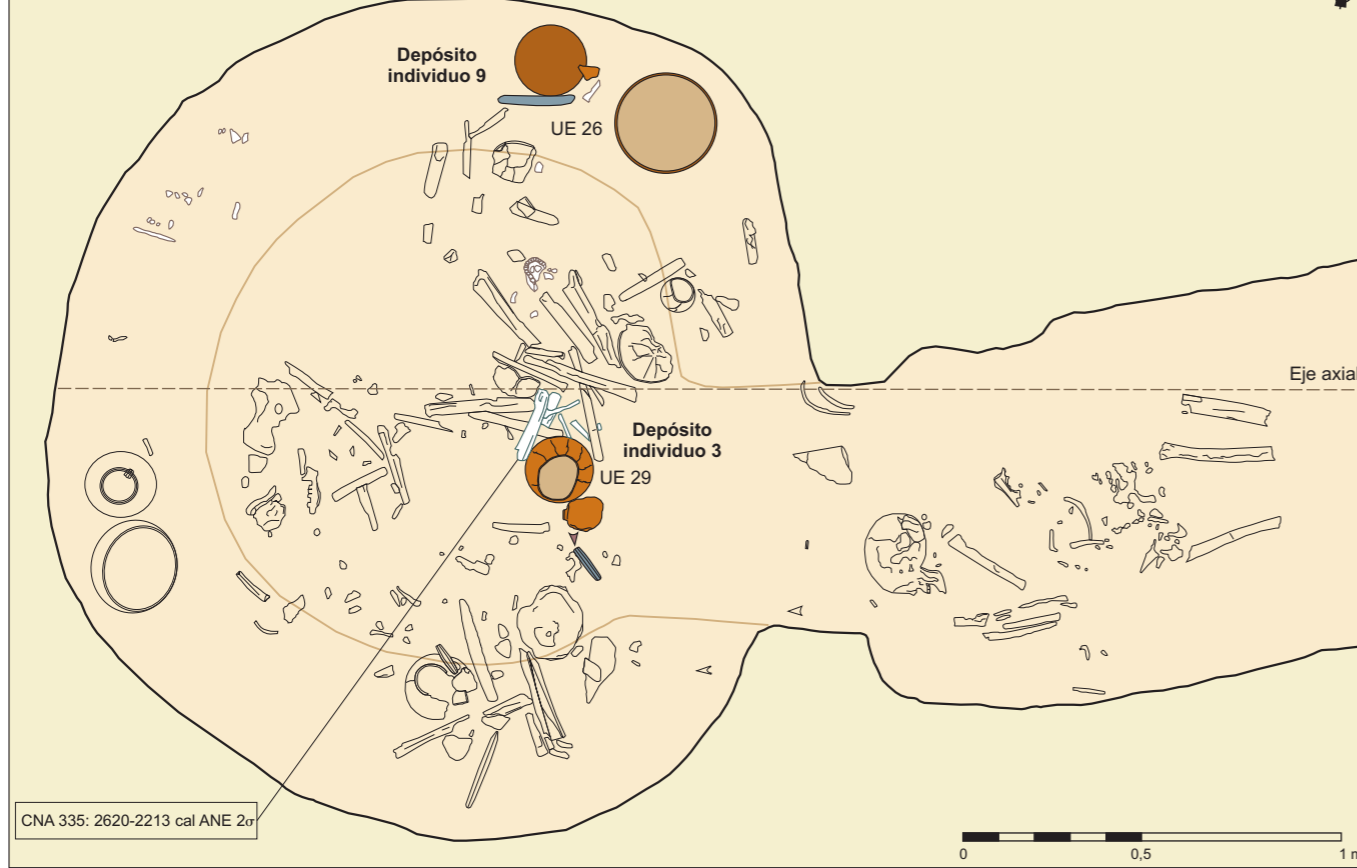 Depósito
individuo 9
UE 26
Eje axial
Depósito
individuo 3
UE 29
CNA 335: 2620-2213 cal ANE 2σ
0 0,5 1 m